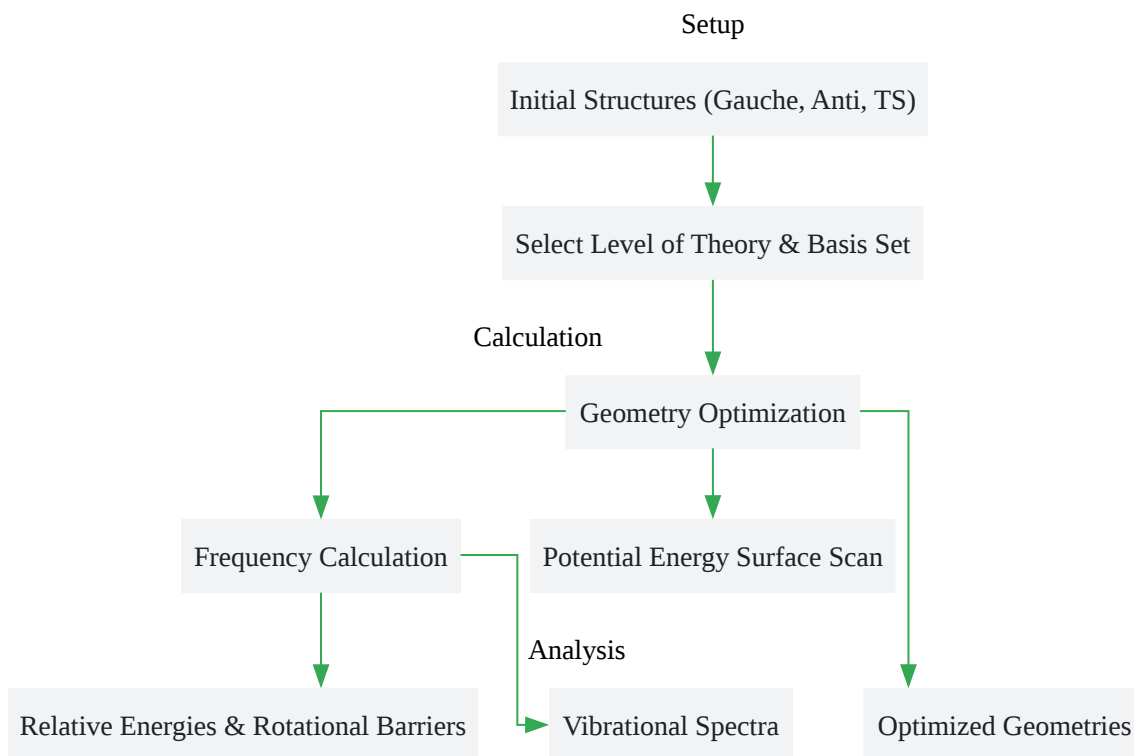 Setup
Initial Structures (Gauche, Anti, TS)
Select Level of Theory & Basis Set
Calculation
Geometry Optimization
Frequency Calculation
Potential Energy Surface Scan
Analysis
Relative Energies & Rotational Barriers
Vibrational Spectra
Optimized Geometries